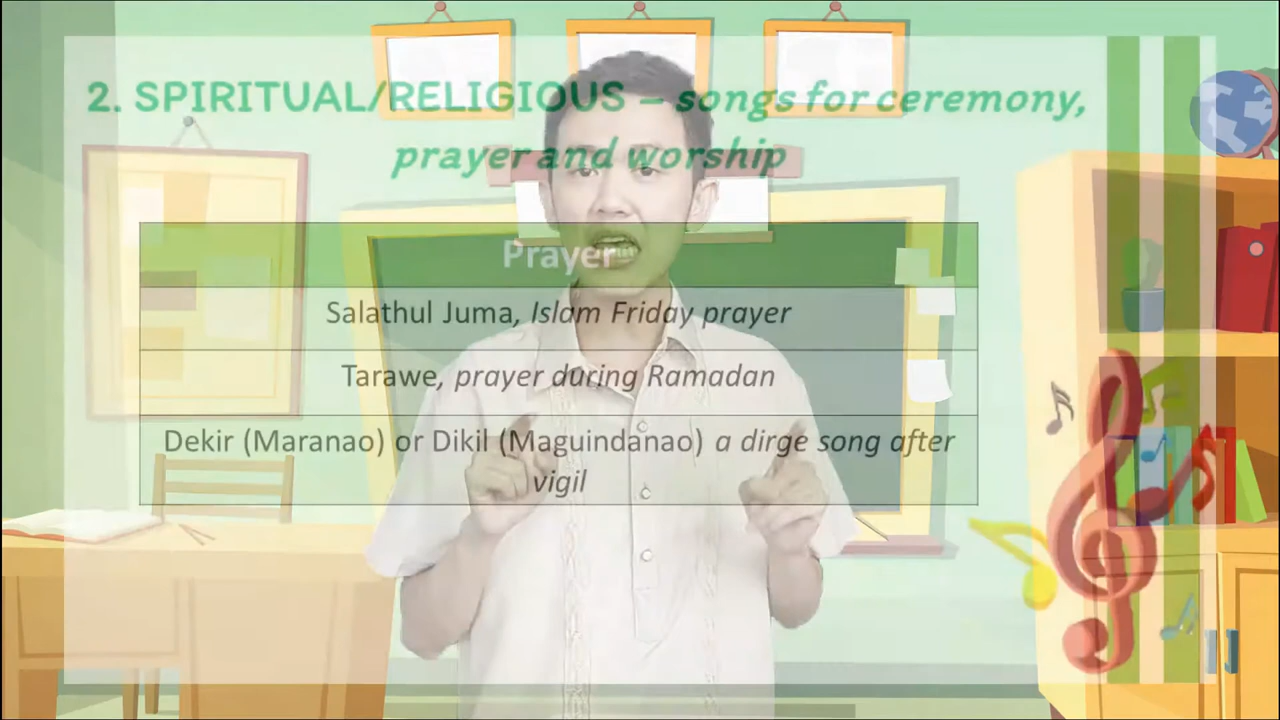 2. SPIRITUAL/RELIGIOUS – songs for ceremony,
prayer and worship
Prayer
Salathul Juma, Islam Friday prayer
Tarawe, prayer during Ramadan
Dekir (Maranao) or Dikil (Maguindanao) a dirge song after
vigil